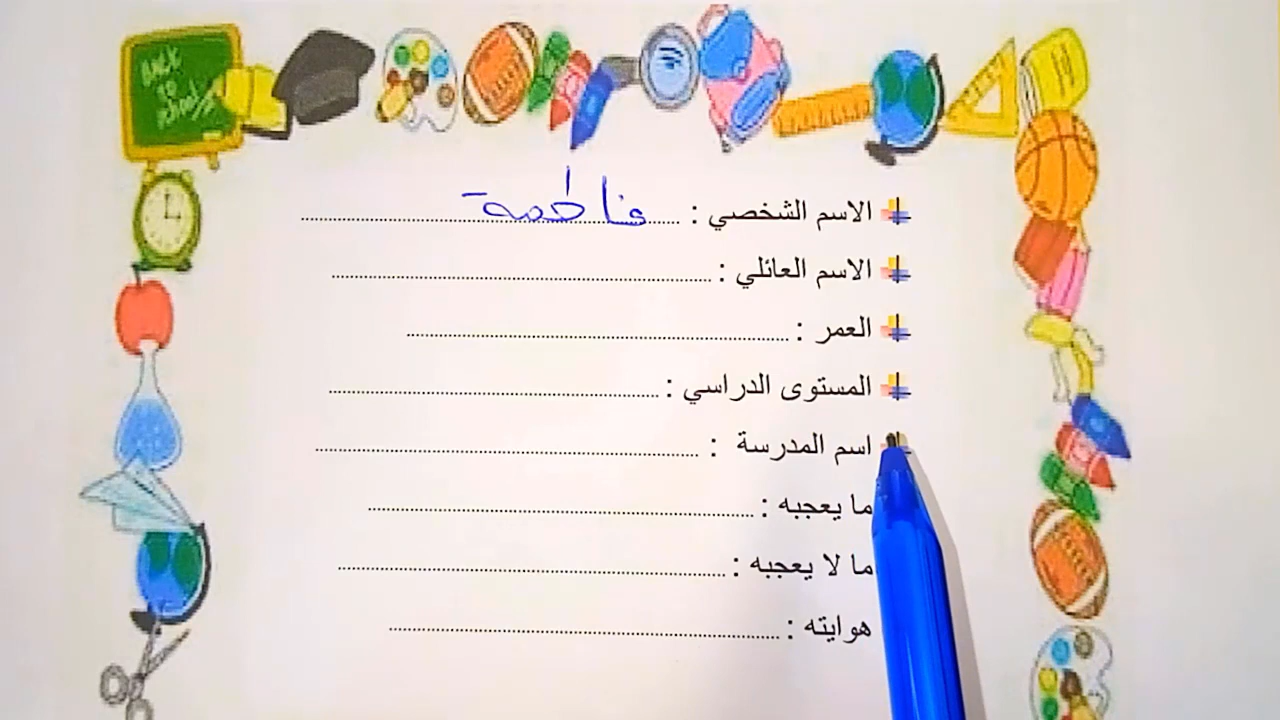 BACK
TO
School
الاسم الشخصي : فاطمة
الاسم العائلي :
العمر :
المستوى الدراسي :
اسم المدرسة :
ما يعجبه :
ما لا يعجبه :
هوايته :